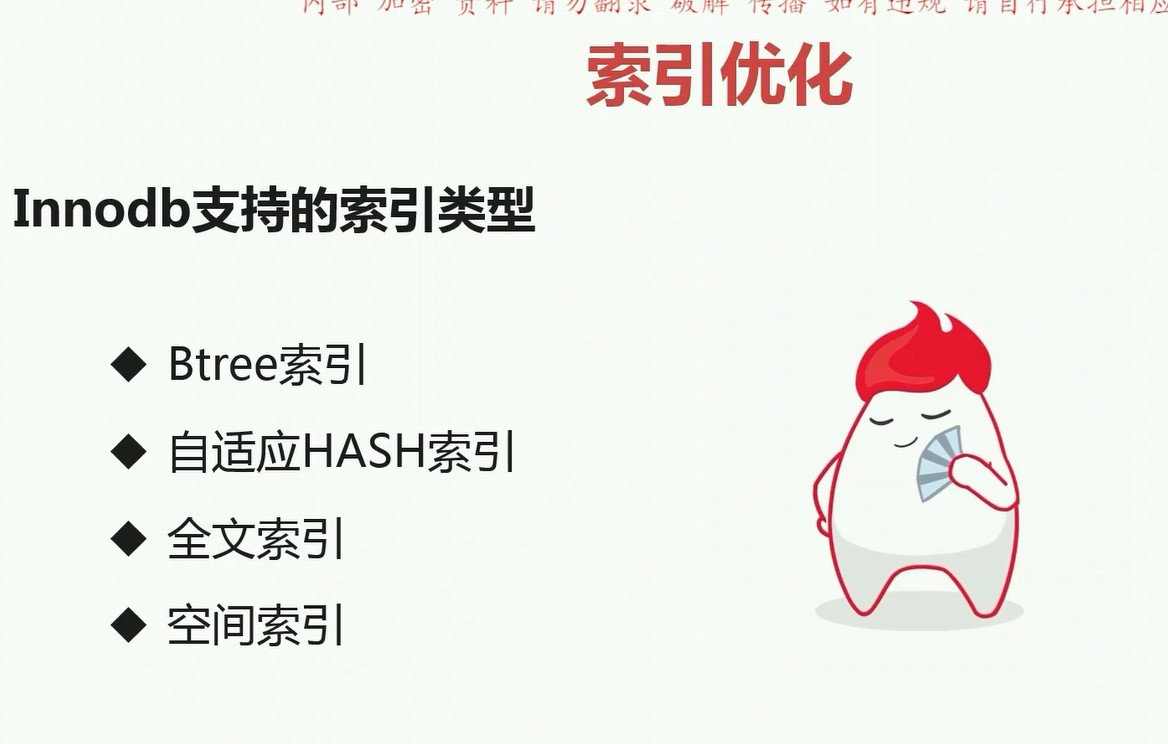 内部 加密 资料 请勿翻录 破解 传播 如有违规 请自行承担相应
索引优化
Innodb支持的索引类型
◆ Btree索引
◆ 自适应HASH索引
◆ 全文索引
◆ 空间索引